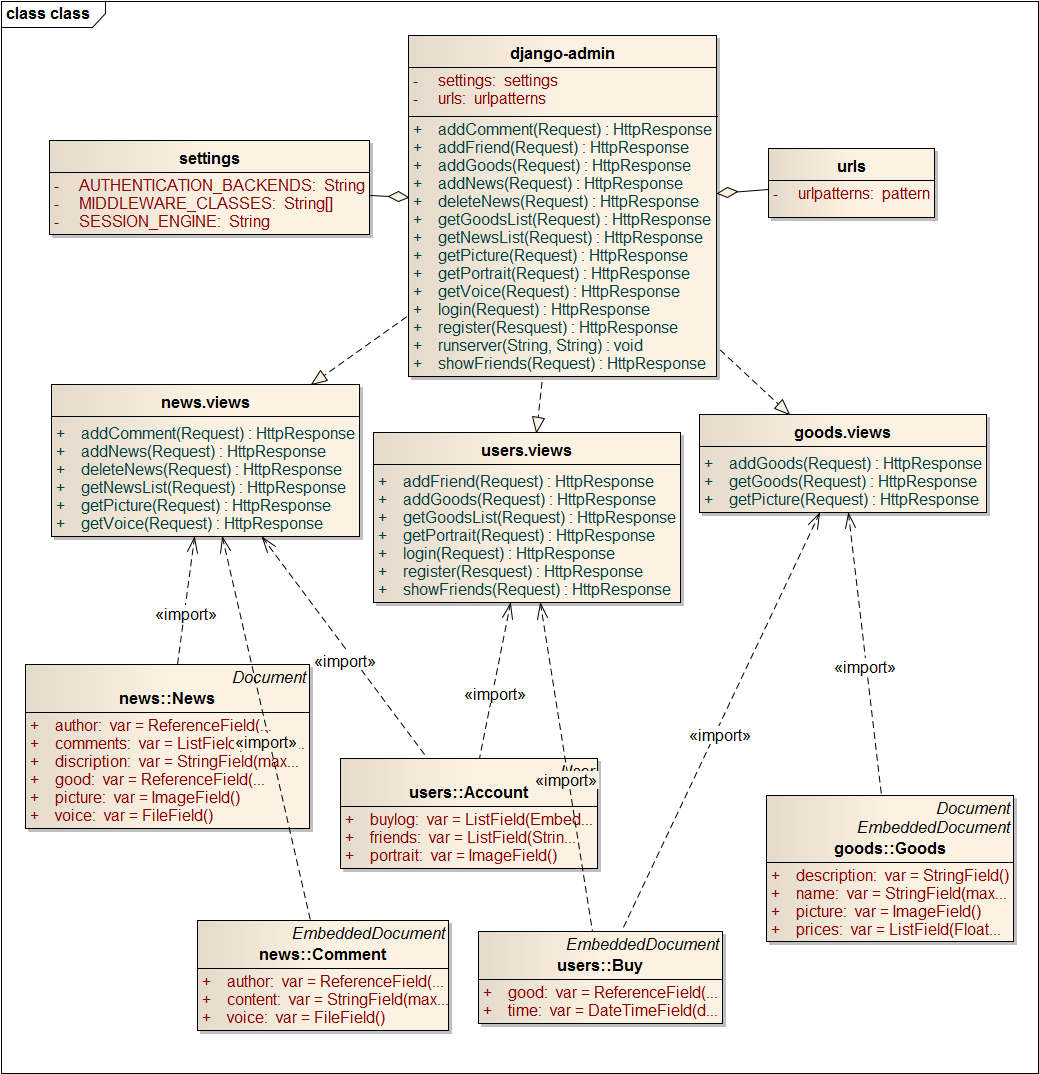 class class
django-admin
- settings: settings
- urls: urlpatterns
+ addComment(Request) : HttpResponse
+ addFriend(Request) : HttpResponse
+ addGoods(Request) : HttpResponse
+ addNews(Request) : HttpResponse
+ deleteNews(Request) : HttpResponse
+ getGoodsList(Request) : HttpResponse
+ getNewsList(Request) : HttpResponse
+ getPicture(Request) : HttpResponse
+ getPortrait(Request) : HttpResponse
+ getVoice(Request) : HttpResponse
+ login(Request) : HttpResponse
+ register(Resquest) : HttpResponse
+ runserver(String, String) : void
+ showFriends(Request) : HttpResponse
settings
- AUTHENTICATION_BACKENDS: String
- MIDDLEWARE_CLASSES: String[]
- SESSION_ENGINE: String
urls
- urlpatterns: pattern
news.views
+ addComment(Request) : HttpResponse
+ addNews(Request) : HttpResponse
+ deleteNews(Request) : HttpResponse
+ getNewsList(Request) : HttpResponse
+ getPicture(Request) : HttpResponse
+ getVoice(Request) : HttpResponse
users.views
+ addFriend(Request) : HttpResponse
+ addGoods(Request) : HttpResponse
+ getGoodsList(Request) : HttpResponse
+ getPortrait(Request) : HttpResponse
+ login(Request) : HttpResponse
+ register(Resquest) : HttpResponse
+ showFriends(Request) : HttpResponse
goods.views
+ addGoods(Request) : HttpResponse
+ getGoods(Request) : HttpResponse
+ getPicture(Request) : HttpResponse
«import»
«import»
«import»
«import»
«import»
«import»
«import»
Document
news::News
+ author: var = ReferenceField(...
+ comments: var = ListField...
+ discription: var = StringField(max...
+ good: var = ReferenceField(...
+ picture: var = ImageField()
+ voice: var = FileField()
User
users::Account
+ buylog: var = ListField(Embed...
+ friends: var = ListField(Strin...
+ portrait: var = ImageField()
Document
EmbeddedDocument
goods::Goods
+ description: var = StringField()
+ name: var = StringField(max...
+ picture: var = ImageField()
+ prices: var = ListField(Float...
EmbeddedDocument
news::Comment
+ author: var = ReferenceField(...
+ content: var = StringField(max...
+ voice: var = FileField()
EmbeddedDocument
users::Buy
+ good: var = ReferenceField(...
+ time: var = DateTimeField(d...